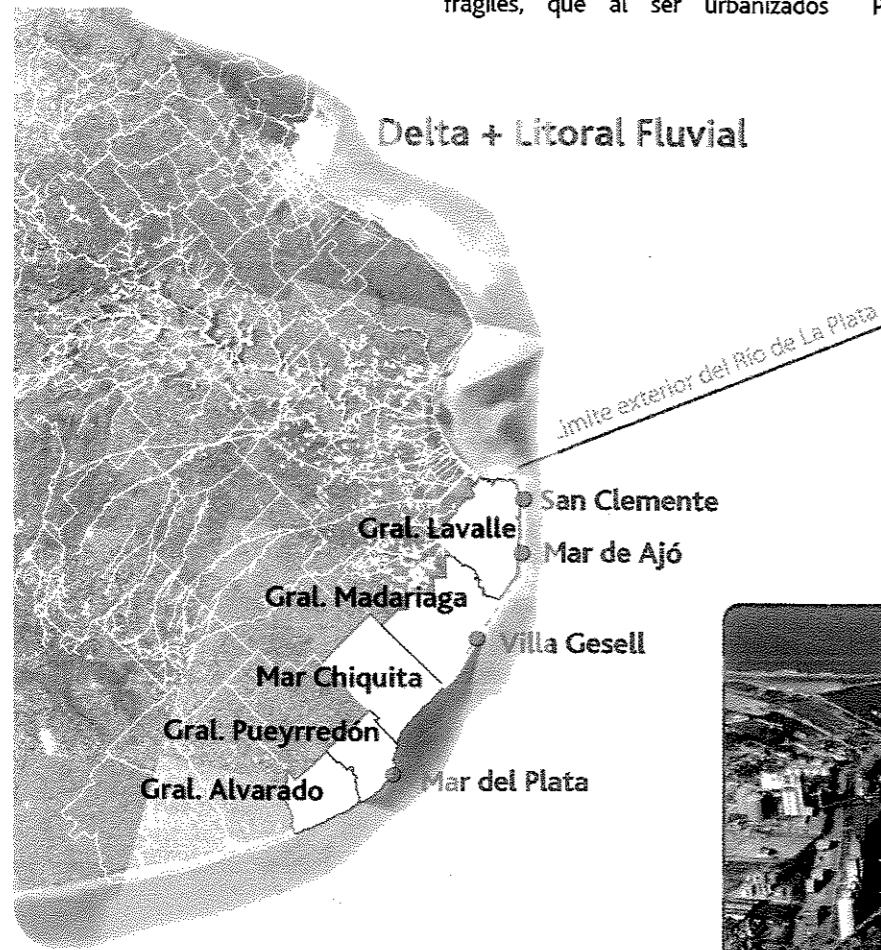 frágiles, que al ser urbanizados
Delta + Litoral Fluvial
imite exterior del Río de La Plata
San Clemente
Gral. Lavalle
Mar de Ajó
Gral. Madariaga
Villa Gesell
Mar Chiquita
Gral. Pueyrredón
Gral. Alvarado
Mar del Plata